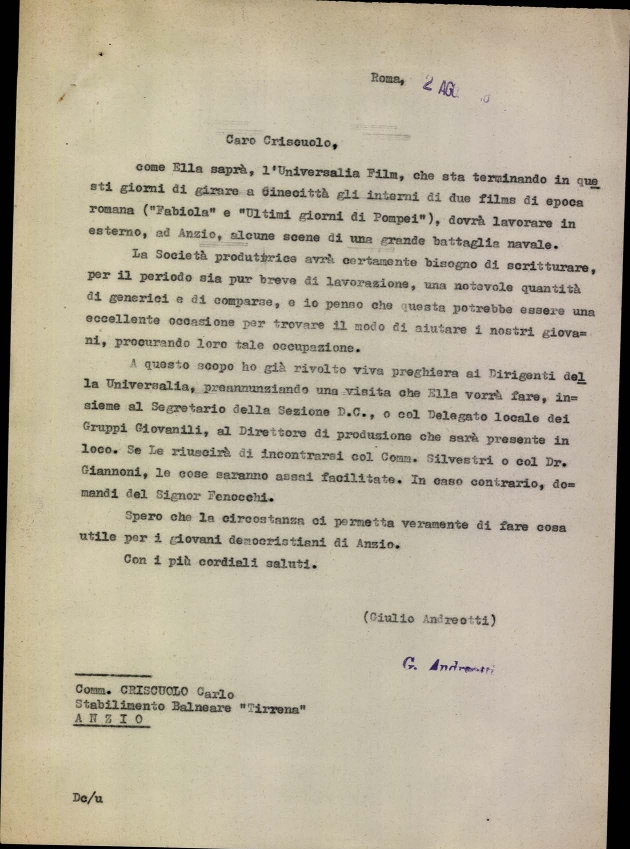 Roma, 2 AGO
Caro Criscuolo,
come Ella saprà, l'Universalia Film, che sta terminando in que
sti giorni di girare a Cinecittà gli interni di due films di epoca
romana ("Fabiola" e "Ultimi giorni di Pompei"), dovrà lavorare in
esterno, ad Anzio, alcune scene di una grande battaglia navale.
La Società produttrice avrà certamente bisogno di scritturare,
per il periodo sia pur breve di lavorazione, una notevole quantità
di generici e di comparse, e io penso che questa potrebbe essere una
eccellente occasione per trovare il modo di aiutare i nostri giova=
ni, procurando loro tale occupazione.
A questo scopo ho già rivolto viva preghiera ai Dirigenti del
la Universalia, preannunziando una visita che Ella vorrà fare, in=
sieme al Segretario della Sezione D.C., o col Delegato locale dei
Gruppi Giovanili, al Direttore di produzione che sarà presente in
loco. Se Le riuscirà di incontrarsi col Comm. Silvestri o col Dr.
Giannoni, le cose saranno assai facilitate. In caso contrario, do=
mandi del Signor Fenocchi.
Spero che la circostanza ci permetta veramente di fare cosa
utile per i giovani democristiani di Anzio.
Con i più cordiali saluti.
(Giulio Andreotti)
G. Andreotti
Comm. CRISCUOLO Carlo
Stabilimento Balneare "Tirrena"
A N Z I O
Dc/u